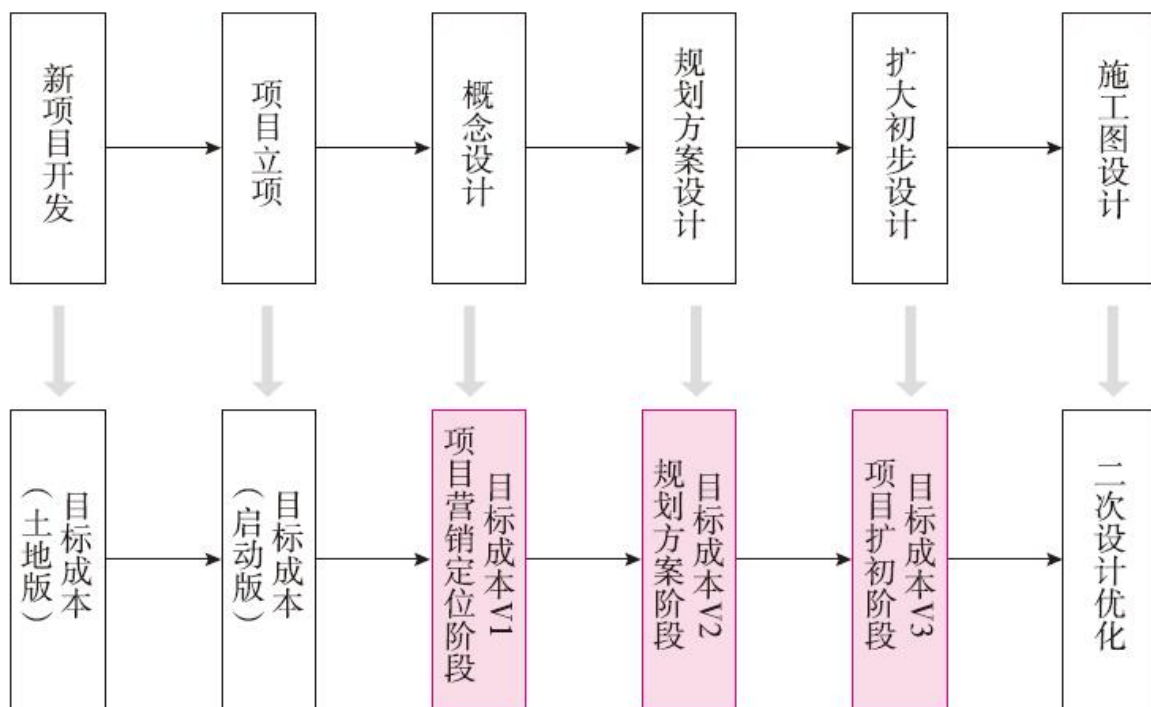 新项目开发
项目立项
概念设计
规划方案设计
扩大初步设计
施工图设计
目标成本
（土地版）
目标成本
（启动版）
目标成本V1
项目营销定位阶段
目标成本V2
规划方案阶段
目标成本V3
项目扩初阶段
二次设计优化